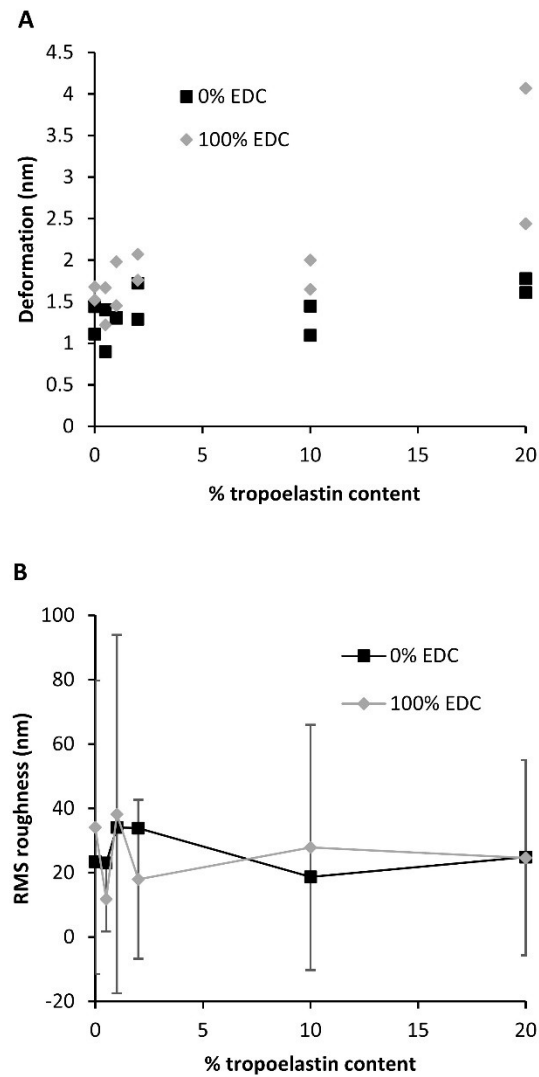 A
4.5
4
3.5
3
2.5
2
1.5
1
0.5
0
Deformation (nm)
0% EDC
100% EDC
0 5 10 15 20
% tropoelastin content
B
100
80
60
40
20
0
-20
RMS roughness (nm)
0% EDC
100% EDC
0 5 10 15 20
% tropoelastin content